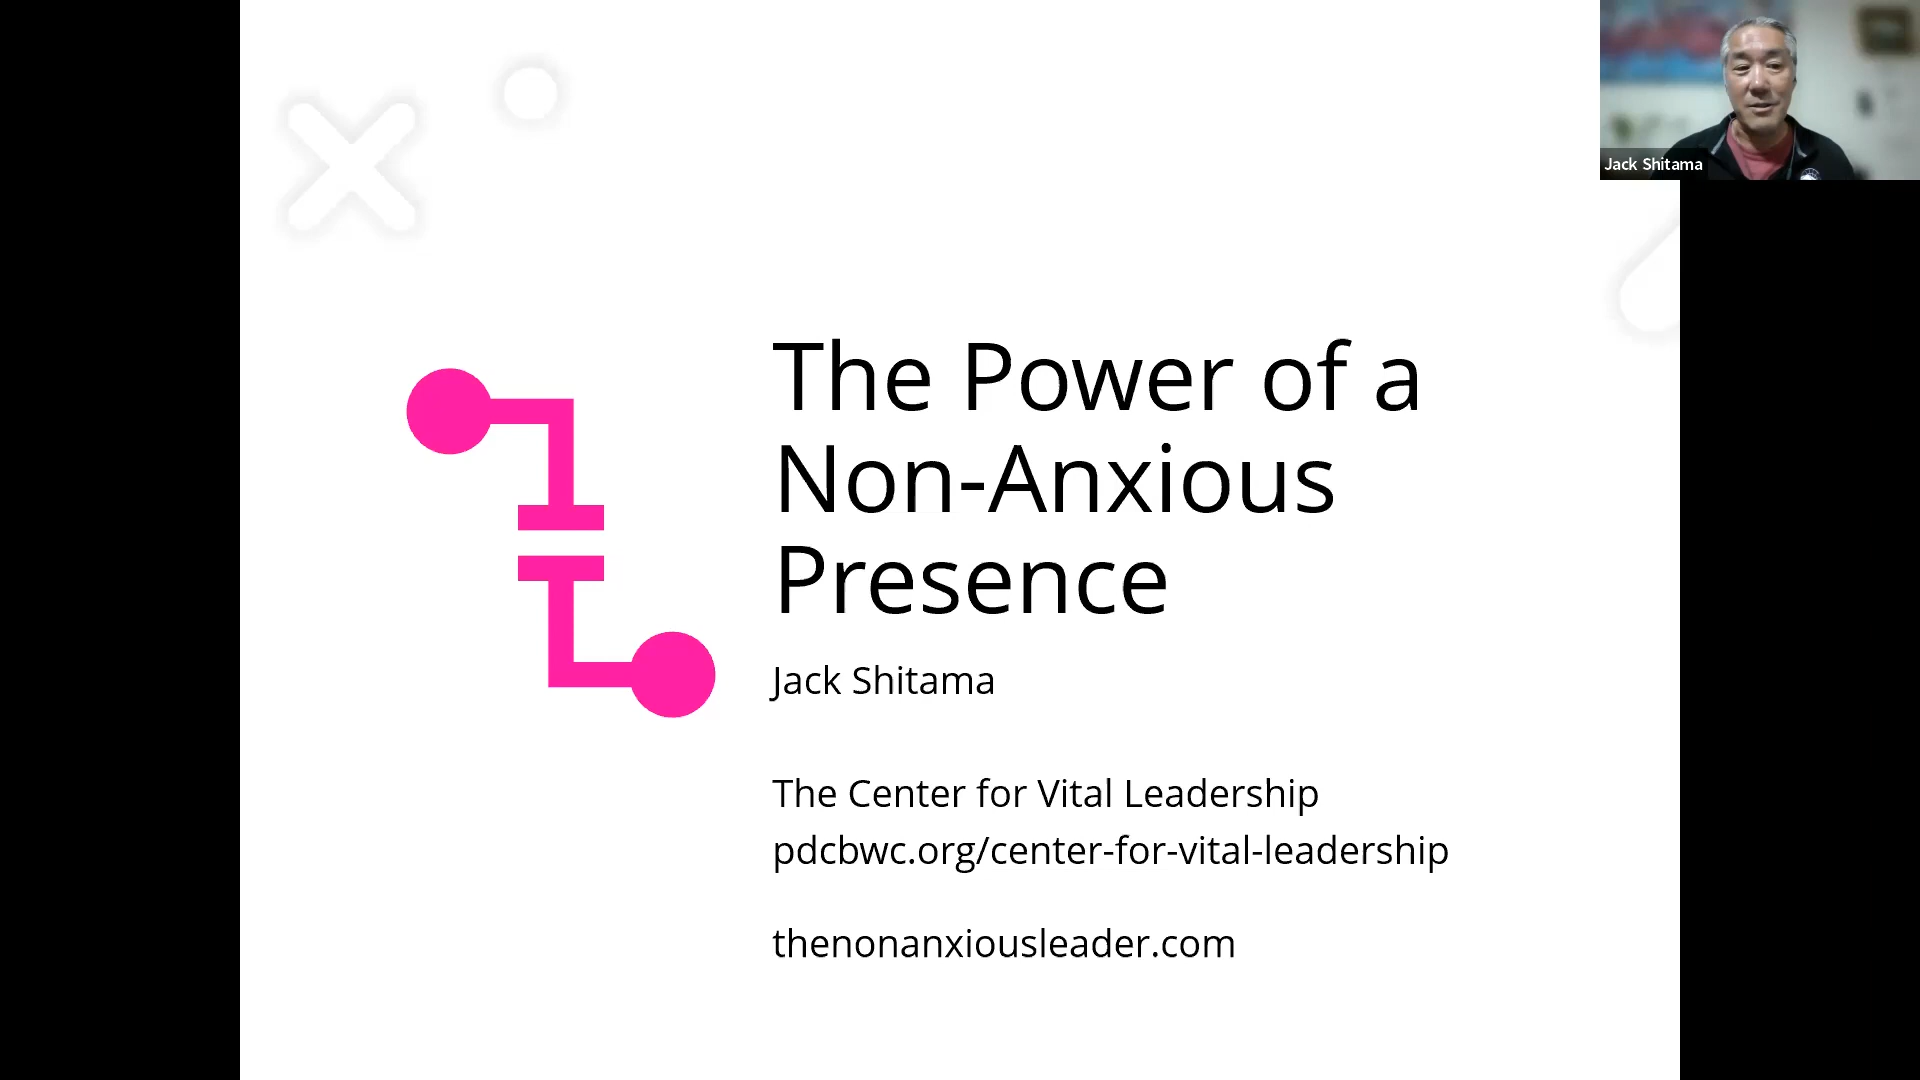 The Power of a
Non-Anxious
Presence
Jack Shitama
The Center for Vital Leadership
pdcbwc.org/center-for-vital-leadership
thenonanxiousleader.com
Jack Shitama